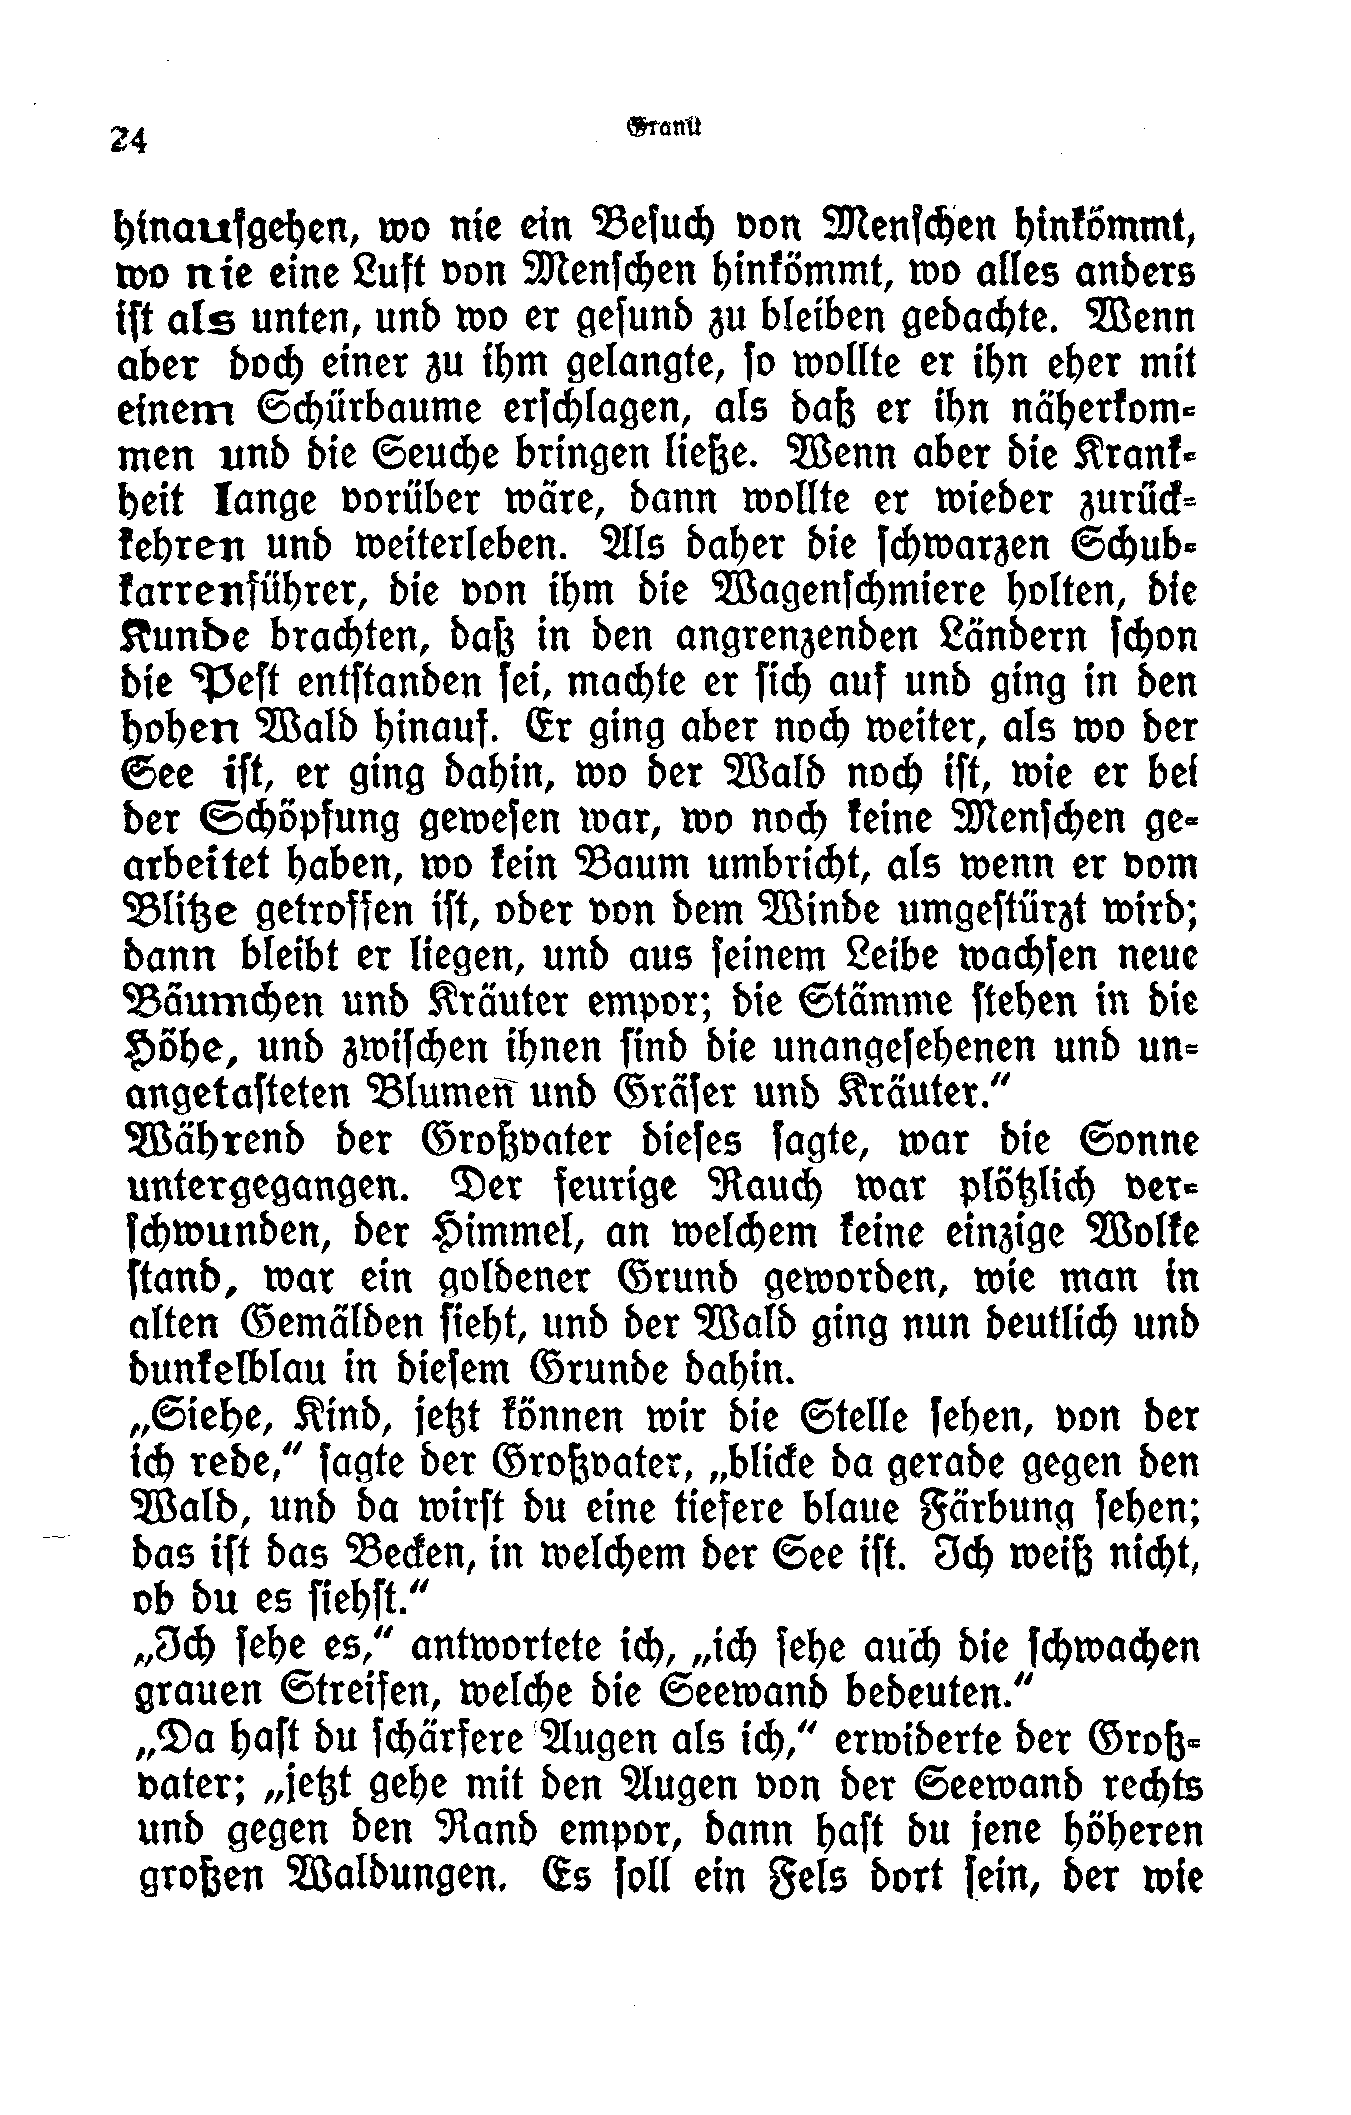 24
Granit
hinaufgehen, wo nie ein Besuch von Menschen hinkömmt,
wo nie eine Luft von Menschen hinkömmt, wo alles anders
ist als unten, und wo er gesund zu bleiben gedachte. Wenn
aber doch einer zu ihm gelangte, so wollte er ihn eher mit
einem Schürbaume erschlagen, als daß er ihn näherkom-
men und die Seuche bringen ließe. Wenn aber die Krank-
heit lange vorüber wäre, dann wollte er wieder zurück-
kehren und weiterleben. Als daher die schwarzen Schub-
karrenführer, die von ihm die Wagenschmiere holten, die
Kunde brachten, daß in den angrenzenden Ländern schon
die Pest entstanden sei, machte er sich auf und ging in den
hohen Wald hinauf. Er ging aber noch weiter, als wo der
See ist, er ging dahin, wo der Wald noch ist, wie er bei
der Schöpfung gewesen war, wo noch keine Menschen ge-
arbeitet haben, wo kein Baum umbricht, als wenn er vom
Blitze getroffen ist, oder von dem Winde umgestürzt wird;
dann bleibt er liegen, und aus seinem Leibe wachsen neue
Bäumchen und Kräuter empor; die Stämme stehen in die
Höhe, und zwischen ihnen sind die unangesehenen und un-
angetasteten Blumen und Gräser und Kräuter.“
Während der Großvater dieses sagte, war die Sonne
untergegangen. Der feurige Rauch war plötzlich ver-
schwunden, der Himmel, an welchem keine einzige Wolke
stand, war ein goldener Grund geworden, wie man in
alten Gemälden sieht, und der Wald ging nun deutlich und
dunkelblau in diesem Grunde dahin.
„Siehe, Kind, jetzt können wir die Stelle sehen, von der
ich rede,“ sagte der Großvater, „blicke da gerade gegen den
Wald, und da wirst du eine tiefere blaue Färbung sehen;
das ist das Becken, in welchem der See ist. Ich weiß nicht,
ob du es siehst.“
„Ich sehe es,“ antwortete ich, „ich sehe auch die schwachen
grauen Streifen, welche die Seewand bedeuten.“
„Da hast du schärfere Augen als ich,“ erwiderte der Groß-
vater; „jetzt gehe mit den Augen von der Seewand rechts
und gegen den Rand empor, dann hast du jene höheren
großen Waldungen. Es soll ein Fels dort sein, der wie